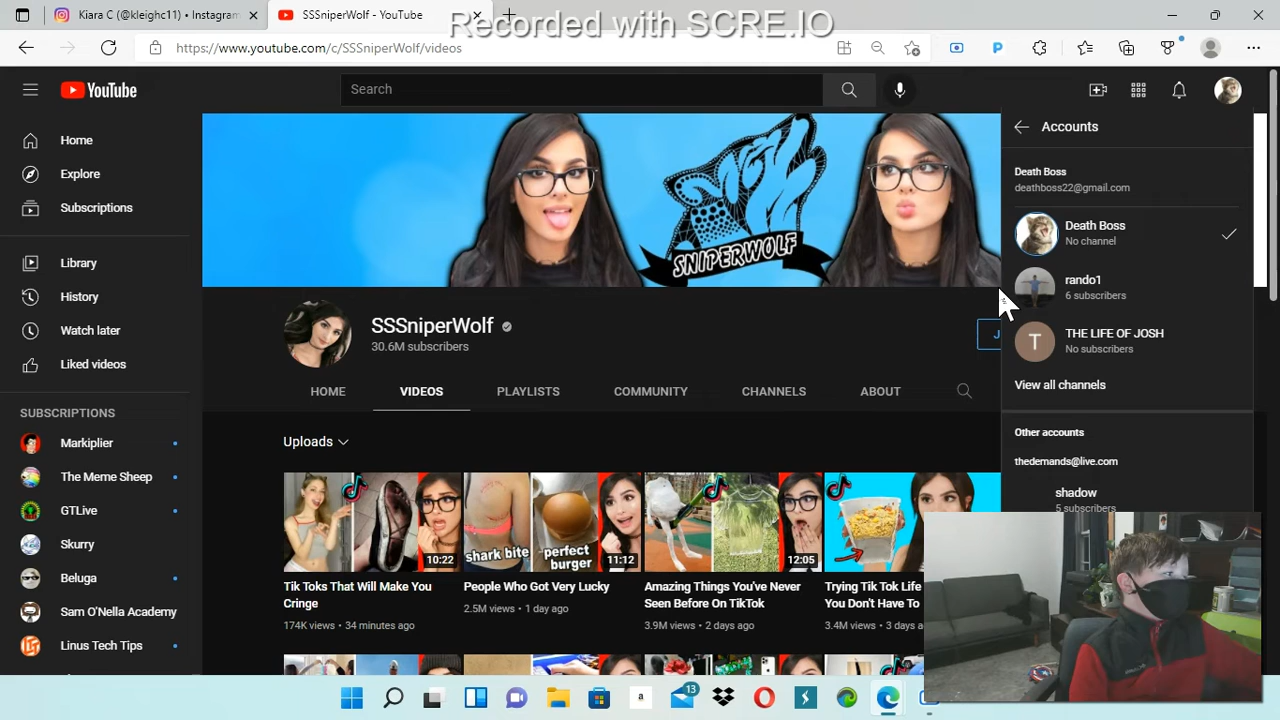 Kiara C (@kleighc11) • Instagram
SSSniperWolf - YouTube
Recorded with SCRE.IO
https://www.youtube.com/c/SSSniperWolf/videos
YouTube
Search
Home
Explore
Subscriptions
Library
History
Watch later
Liked videos
SUBSCRIPTIONS
Markiplier
The Meme Sheep
GTLive
Skurry
Beluga
Sam O'Nella Academy
Linus Tech Tips
SNIPERWOLF
SSSniperWolf
30.6M subscribers
J
HOME
VIDEOS
PLAYLISTS
COMMUNITY
CHANNELS
ABOUT
Uploads
10:22
Tik Toks That Will Make You
Cringe
174K views • 34 minutes ago
shark bite
perfect
burger
11:12
People Who Got Very Lucky
2.5M views • 1 day ago
12:05
Amazing Things You've Never
Seen Before On TikTok
3.9M views • 2 days ago
Trying Tik Tok Life
You Don't Have To
3.4M views • 3 days a
Accounts
Death Boss
deathboss22@gmail.com
Death Boss
No channel
rando1
6 subscribers
T
THE LIFE OF JOSH
No subscribers
View all channels
Other accounts
thedemands@live.com
shadow
5 subscribers
a
13